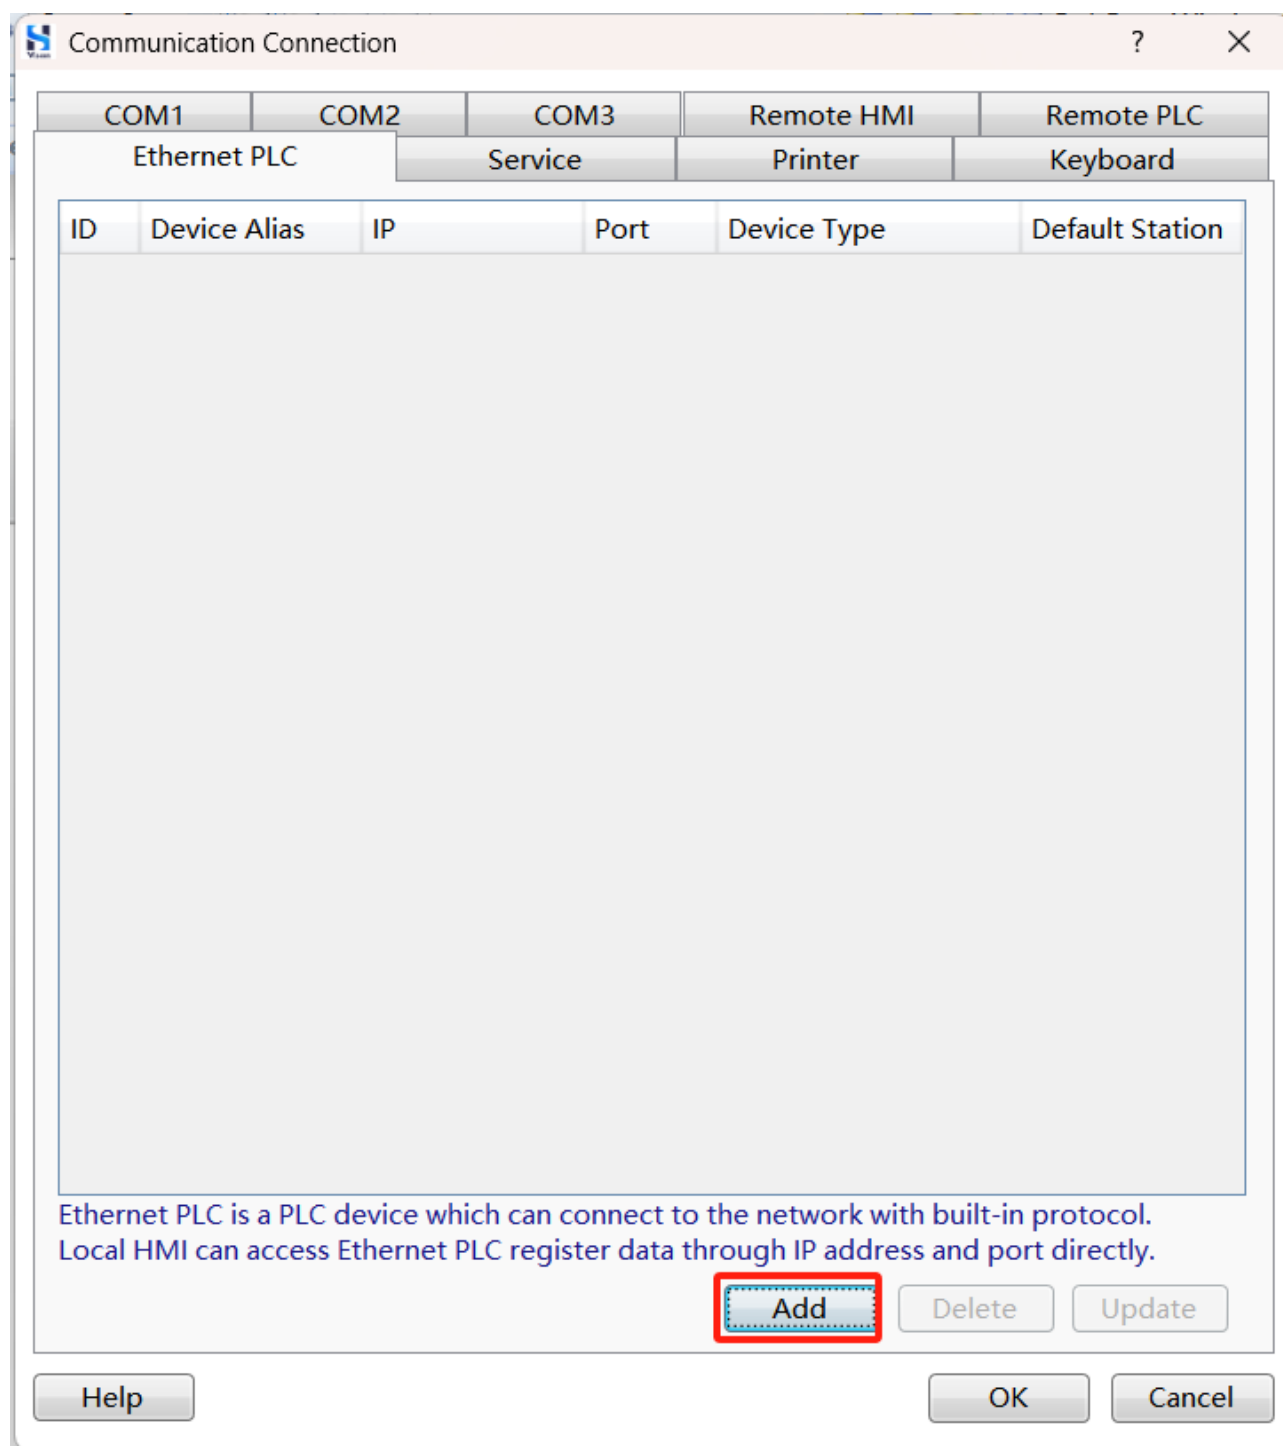 Communication Connection
COM1 COM2 COM3 Remote HMI Remote PLC
Ethernet PLC Service Printer Keyboard
ID Device Alias IP Port Device Type Default Station
Ethernet PLC is a PLC device which can connect to the network with built-in protocol.
Local HMI can access Ethernet PLC register data through IP address and port directly.
Add Delete Update
Help OK Cancel